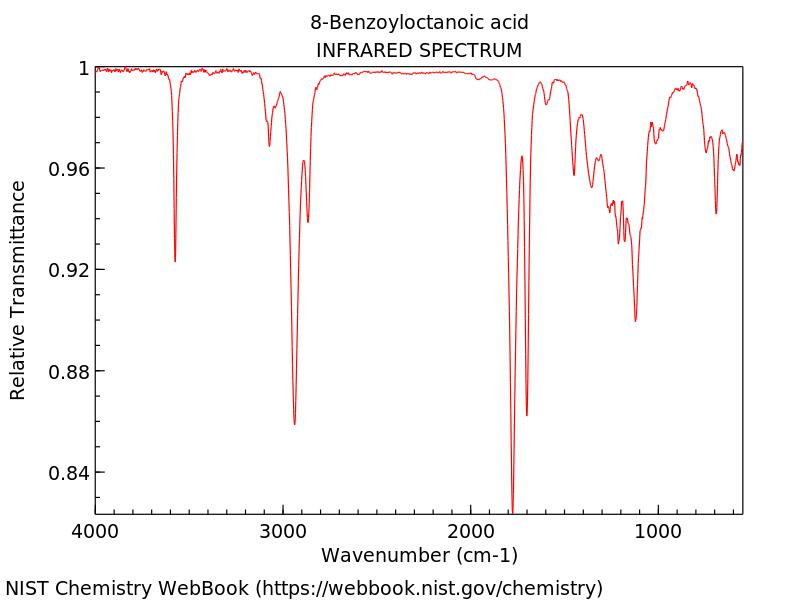 8-Benzoyloctanoic acid
INFRARED SPECTRUM
1
0.96
0.92
0.88
0.84
Relative Transmittance
4000 3000 2000 1000
Wavenumber (cm-1)
NIST Chemistry WebBook (https://webbook.nist.gov/chemistry)